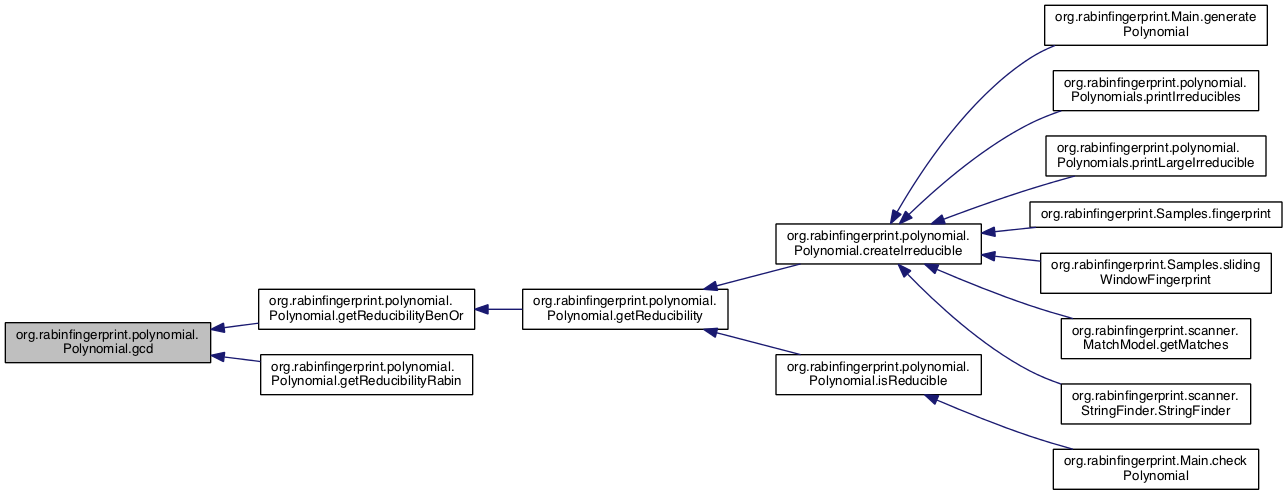 org.rabinfingerprint.Main.generate
Polynomial
org.rabinfingerprint.polynomial.
Polynomials.printIrreducibles
org.rabinfingerprint.polynomial.
Polynomials.printLargeIrreducible
org.rabinfingerprint.Samples.fingerprint
org.rabinfingerprint.polynomial.
Polynomial.createIrreducible
org.rabinfingerprint.Samples.sliding
WindowFingerprint
org.rabinfingerprint.polynomial.
Polynomial.getReducibilityBenOr
org.rabinfingerprint.polynomial.
Polynomial.getReducibility
org.rabinfingerprint.scanner.
MatchModel.getMatches
org.rabinfingerprint.polynomial.
Polynomial.gcd
org.rabinfingerprint.polynomial.
Polynomial.getReducibilityRabin
org.rabinfingerprint.polynomial.
Polynomial.isReducible
org.rabinfingerprint.scanner.
StringFinder.StringFinder
org.rabinfingerprint.Main.check
Polynomial